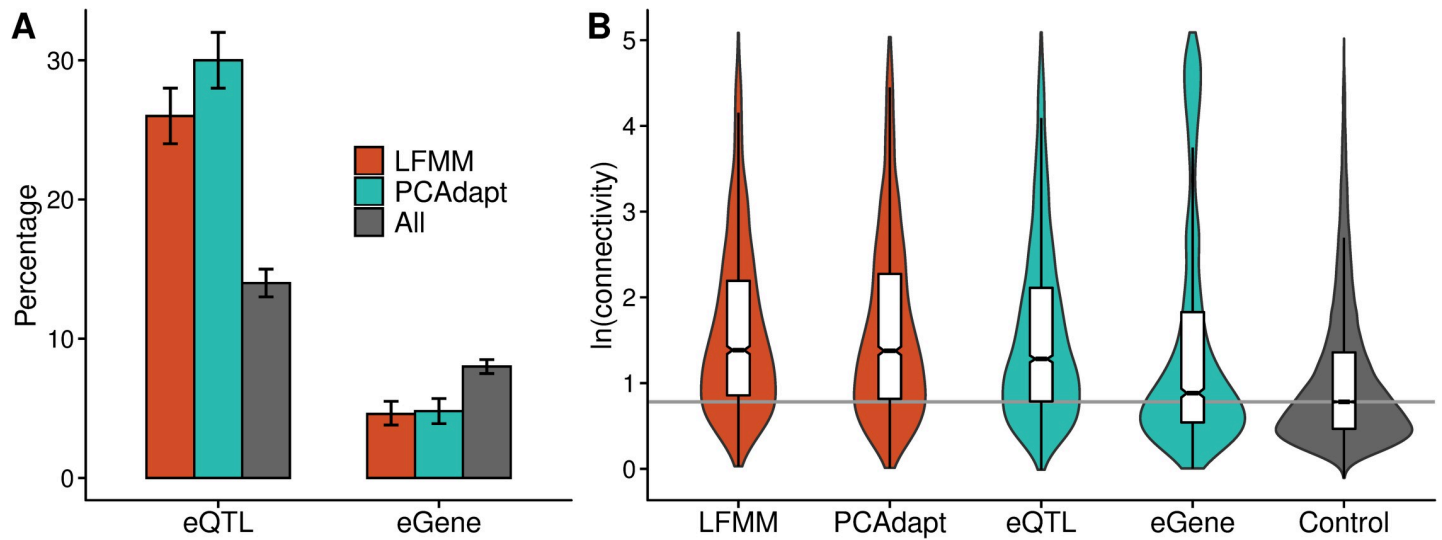 A
Percentage
30
20
10
0
LFMM
PCAdapt
All
eQTL eGene
B
ln(connectivity)
5
4
3
2
1
0
LFMM PCAdapt eQTL eGene Control